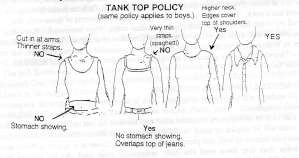 TANK TOP POLICY
(same policy applies to boys.)
Cut in at arms.
Thinner straps.
NO
Very thin
straps.
(spaghetti)
NO
Higher neck.
Edges cover
top of shoulders.
Yes
YES
NO
Stomach showing.
Yes
No stomach showing.
Overlaps top of jeans.